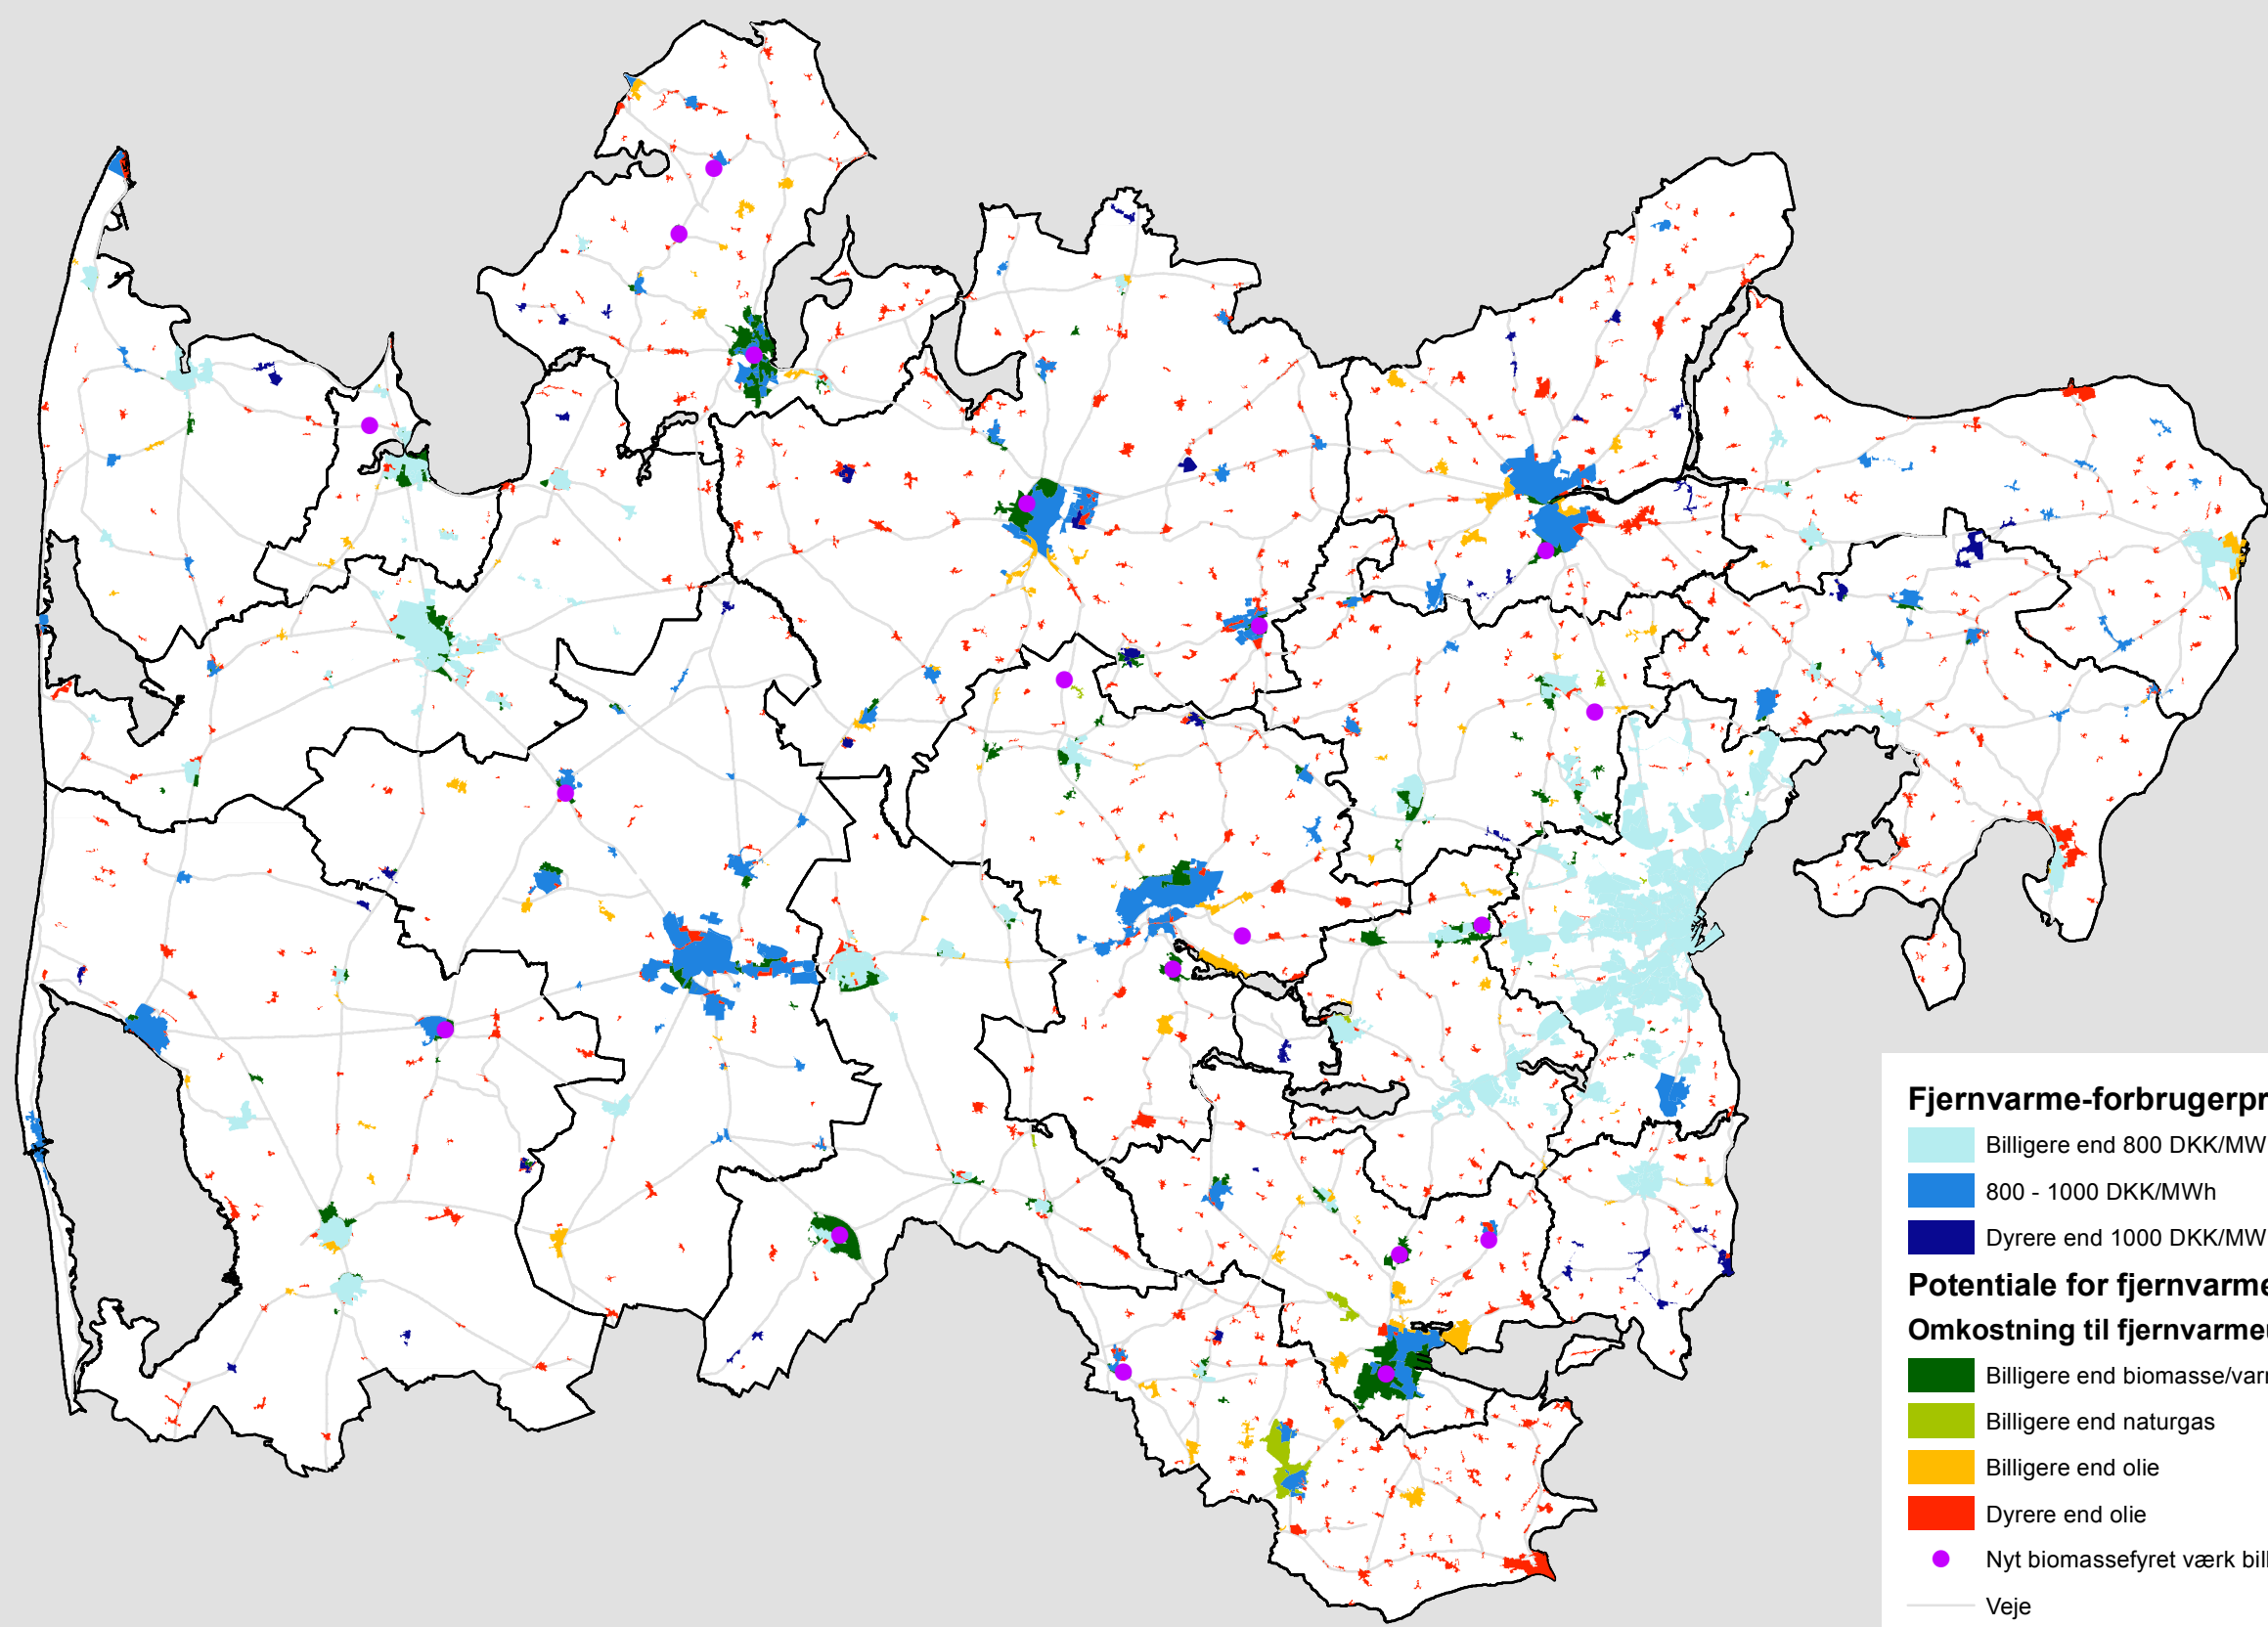 Fjernvarme-forbrugerpr
Billigere end 800 DKK/MW
800 - 1000 DKK/MWh
Dyrere end 1000 DKK/MW
Potentiale for fjernvarme
Omkostning til fjernvarme
Billigere end biomasse/var
Billigere end naturgas
Billigere end olie
Dyrere end olie
Nyt biomassefyret værk bil
Veje